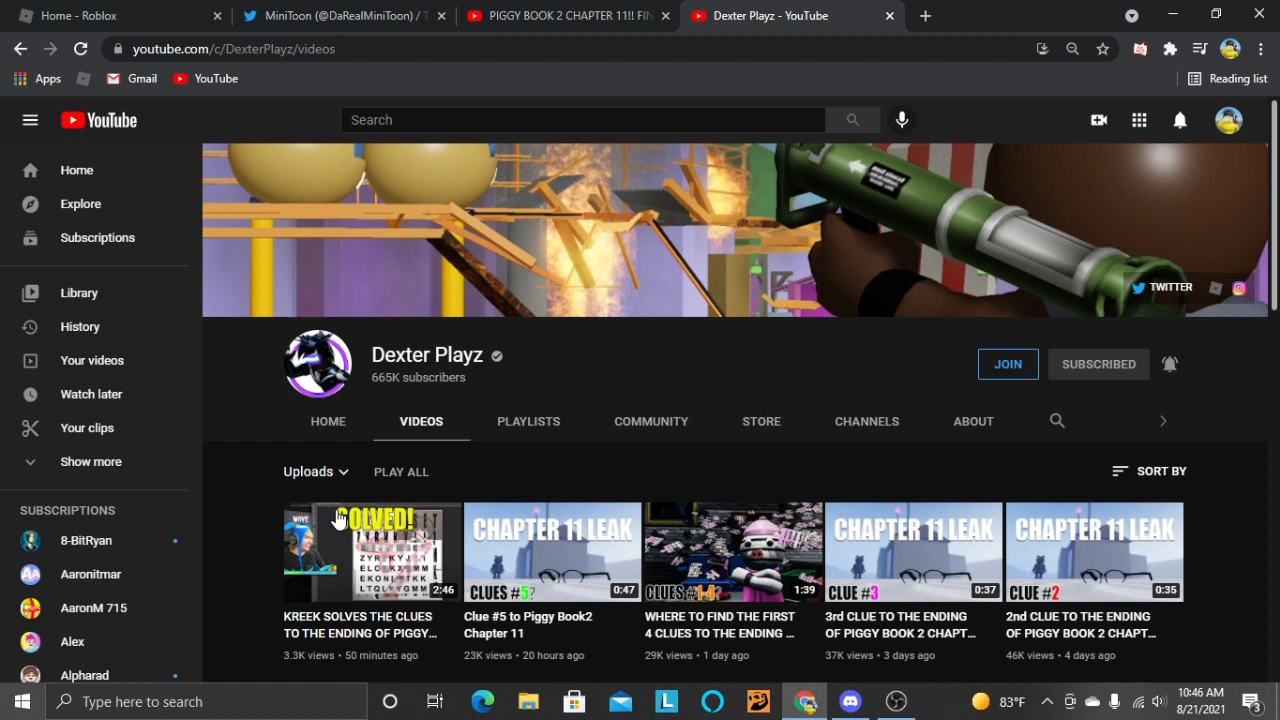 Home - Roblox
MiniToon (@DaRealMiniToon) / T
PIGGY BOOK 2 CHAPTER 11!! FIN
Dexter Playz - YouTube
youtube.com/c/DexterPlayz/videos
Apps
Gmail
YouTube
Reading list
YouTube
Search
Home
Explore
Subscriptions
Library
History
Your videos
Watch later
Your clips
Show more
SUBSCRIPTIONS
8-BitRyan
Aaronitmar
AaronM 715
Alex
Alpharad
TWITTER
Dexter Playz
665K subscribers
JOIN
SUBSCRIBED
HOME
VIDEOS
PLAYLISTS
COMMUNITY
STORE
CHANNELS
ABOUT
Uploads
PLAY ALL
SORT BY
SOLVED!
2:46
KREEK SOLVES THE CLUES
TO THE ENDING OF PIGGY...
3.3K views • 50 minutes ago
CHAPTER 11 LEAK
CLUES #5?
0:47
Clue #5 to Piggy Book2
Chapter 11
23K views • 20 hours ago
CLUES #1-4?
1:39
WHERE TO FIND THE FIRST
4 CLUES TO THE ENDING ...
29K views • 1 day ago
CHAPTER 11 LEAK
CLUE #3
0:37
3rd CLUE TO THE ENDING
OF PIGGY BOOK 2 CHAPT...
37K views • 3 days ago
CHAPTER 11 LEAK
CLUE #2
0:35
2nd CLUE TO THE ENDING
OF PIGGY BOOK 2 CHAPT...
46K views • 4 days ago
Type here to search
83°F
10:46 AM
8/21/2021
3